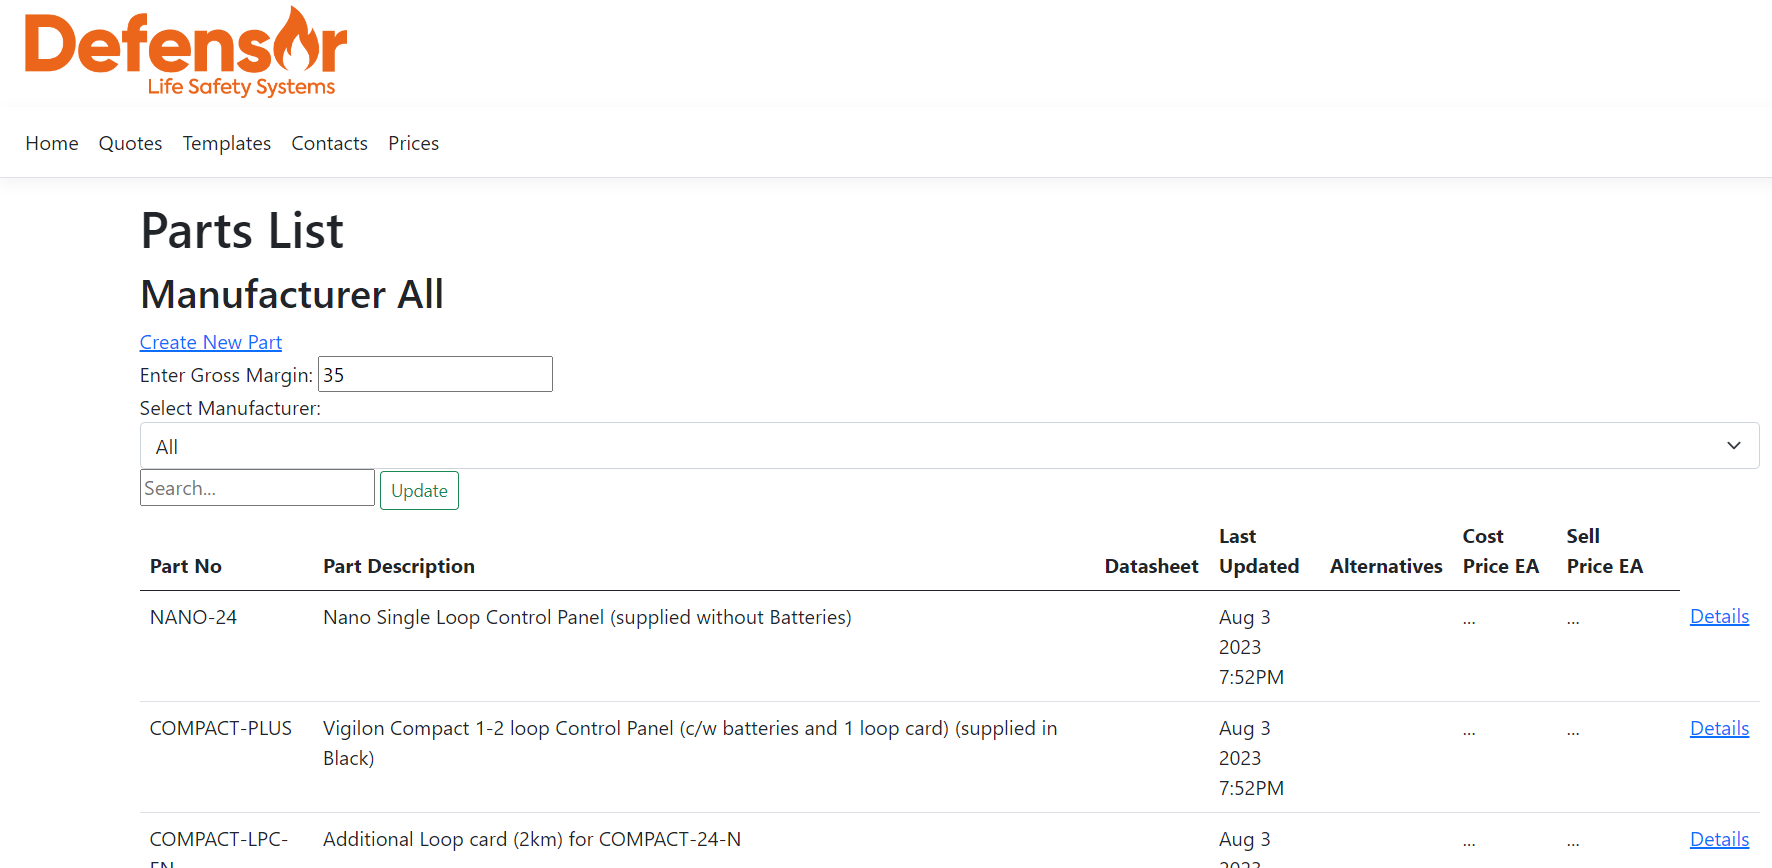 Defensor
Life Safety Systems
Home Quotes Templates Contacts Prices
Parts List
Manufacturer All
Create New Part
Enter Gross Margin: 35
Select Manufacturer:
All
Search... Update
Part No Part Description Datasheet Last Updated Alternatives Cost Price EA Sell Price EA
NANO-24 Nano Single Loop Control Panel (supplied without Batteries) Aug 3 ... ... Details
2023
7:52PM
COMPACT-PLUS Vigilon Compact 1-2 loop Control Panel (c/w batteries and 1 loop card) (supplied in Aug 3 ... ... Details
Black) 2023
7:52PM
COMPACT-LPC- Additional Loop card (2km) for COMPACT-24-N Aug 3 ... ... Details
EN 2023